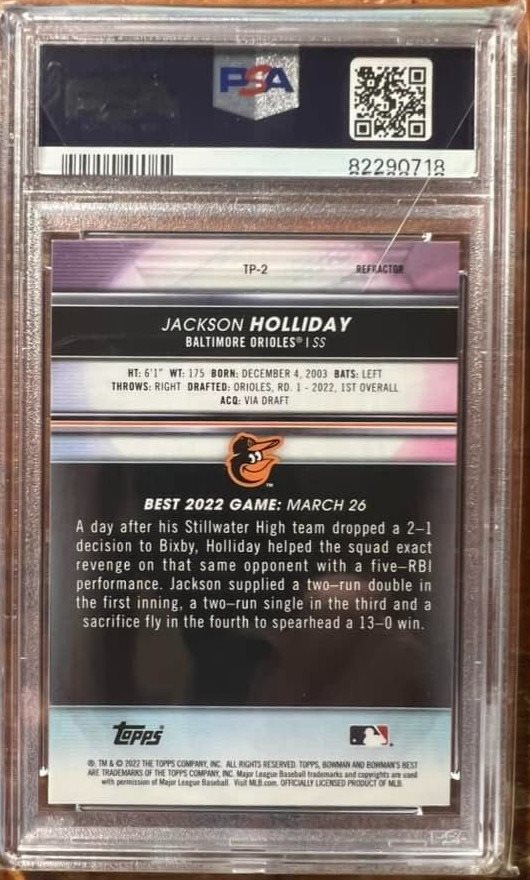 PSA
82290718
TP-2
REFRACTOR
JACKSON HOLLIDAY
BALTIMORE ORIOLES® | SS
HT: 6'1" WT: 175 BORN: DECEMBER 4, 2003 BATS: LEFT
THROWS: RIGHT DRAFTED: ORIOLES, RD. 1 - 2022, 1ST OVERALL
ACQ: VIA DRAFT
TM
BEST 2022 GAME: MARCH 26
A day after his Stillwater High team dropped a 2–1
decision to Bixby, Holliday helped the squad exact
revenge on that same opponent with a five–RBI
performance. Jackson supplied a two–run double in
the first inning, a two–run single in the third and a
sacrifice fly in the fourth to spearhead a 13–0 win.
Topps
®, TM & © 2022 THE TOPPS COMPANY, INC. ALL RIGHTS RESERVED. TOPPS, BOWMAN AND BOWMAN'S BEST
ARE TRADEMARKS OF THE TOPPS COMPANY, INC. Major League Baseball trademarks and copyrights are used
with permission of Major League Baseball. Visit MLB.com. OFFICIALLY LICENSED PRODUCT OF MLB.